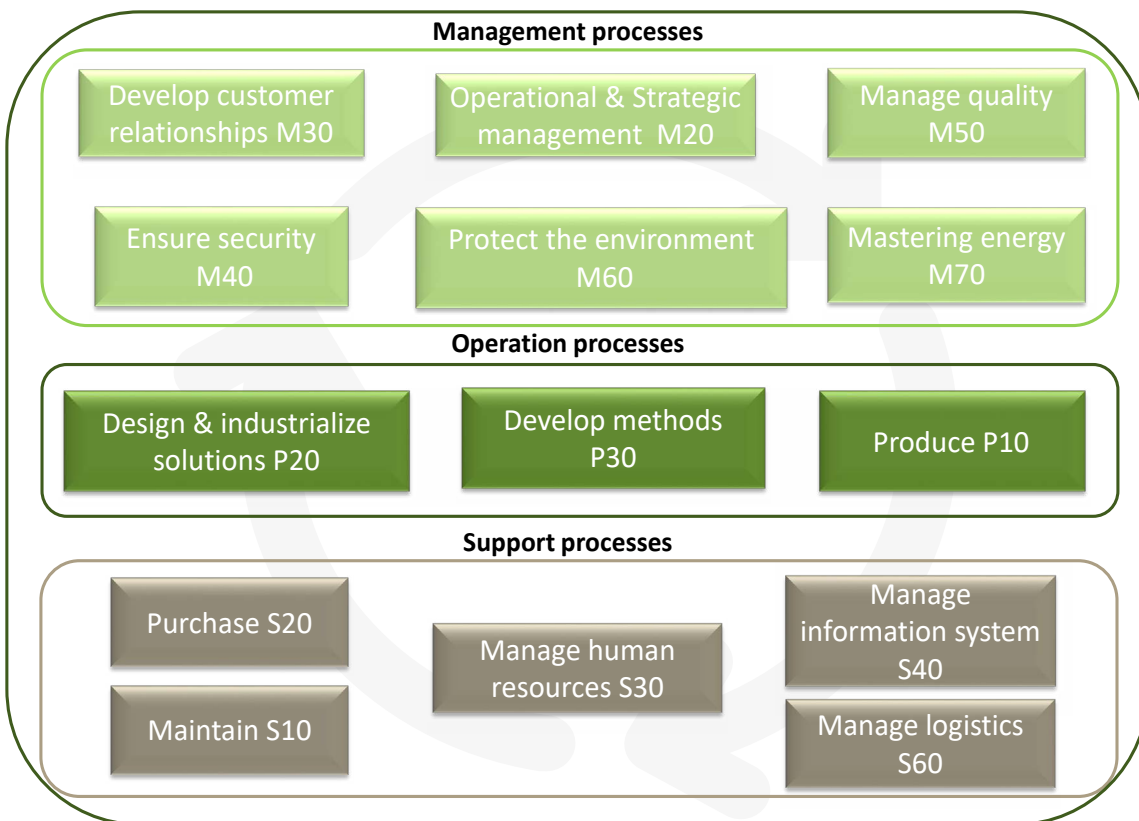 Management processes
Develop customer
relationships M30
Operational & Strategic
management M20
Manage quality
M50
Ensure security
M40
Protect the environment
M60
Mastering energy
M70
Operation processes
Design & industrialize
solutions P20
Develop methods
P30
Produce P10
Support processes
Purchase S20
Maintain S10
Manage human
resources S30
Manage
information system
S40
Manage logistics
S60